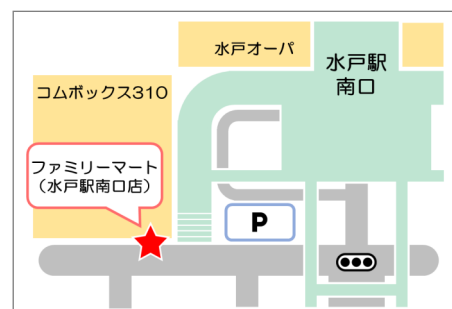 水戸オーパ
水戸駅
南口
コムボックス310
ファミリーマート
（水戸駅南口店）
P